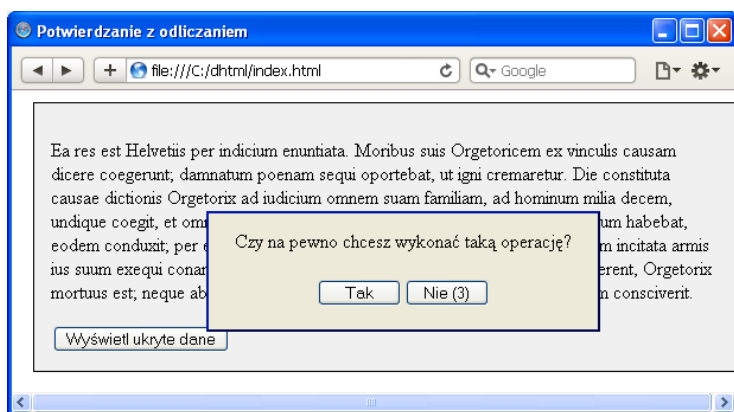 Potwierdzanie z odliczaniem
file:///C:/dhtml/index.html
Google
Ea res est Helvetiis per indicium enuntiata. Moribus suis Orgetoricem ex vinculis causam
dicere coegerunt; damnatum poenam sequi oportebat, ut igni cremaretur. Die constituta
causae dictionis Orgetorix ad iudicium omnem suam familiam, ad hominum milia decem,
undique coegit, et om um habebat,
eodem conduxit; per e m incitata armis
ius suum exequi conar erent, Orgetorix
mortuus est; neque ab m consciverit.
Czy na pewno chcesz wykonać taką operację?
Tak Nie (3)
Wyświetl ukryte dane